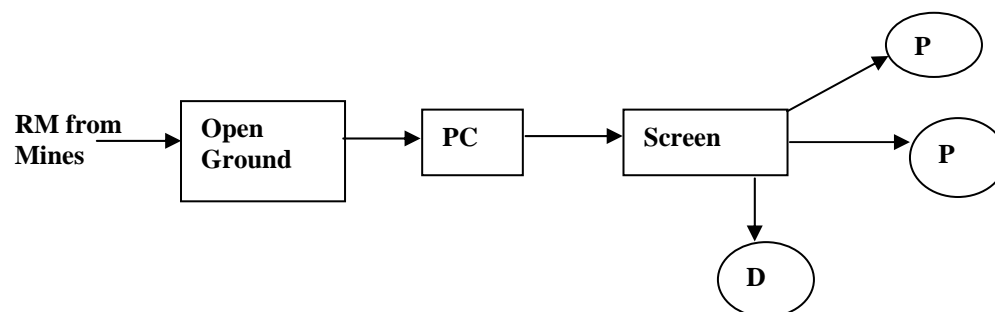 RM from
Mines
Open
Ground
PC
Screen
P
P
D